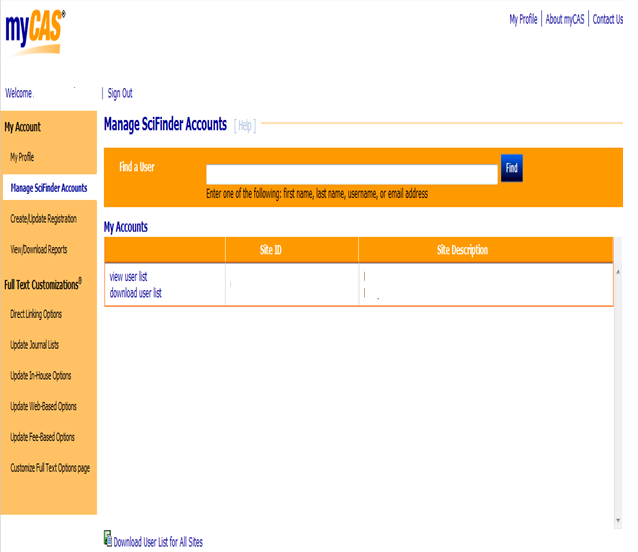 myCAS®
My Profile | About myCAS | Contact Us
Welcome | Sign Out
My Account
My Profile
Manage SciFinder Accounts
Create/Update Registration
View/Download Reports
Full Text Customizations®
Direct Linking Options
Update Journal Lists
Update In-House Options
Update Web-Based Options
Update Fee-Based Options
Customize Full Text Options page
Manage SciFinder Accounts [ Help ]
Find a User
Find
Enter one of the following: first name, last name, username, or email address
My Accounts
Site ID Site Description
view user list
download user list
Download User List for All Sites